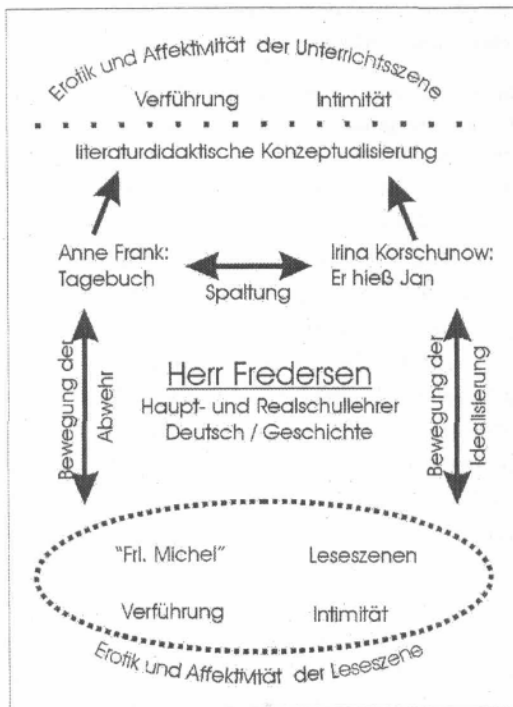 Erotik und Affektivität der Unterrichtsszene
Verführung Intimität
literaturdidaktische Konzeptualisierung
Anne Frank:
Tagebuch
Irina Korschunow:
Er hieß Jan
Spaltung
Bewegung der
Abwehr
Herr Fredersen
Haupt- und Realschullehrer
Deutsch / Geschichte
Bewegung der
Idealisierung
"Frl. Michel" Leseszenen
Verführung Intimität
Erotik und Affektivität der Leseszene